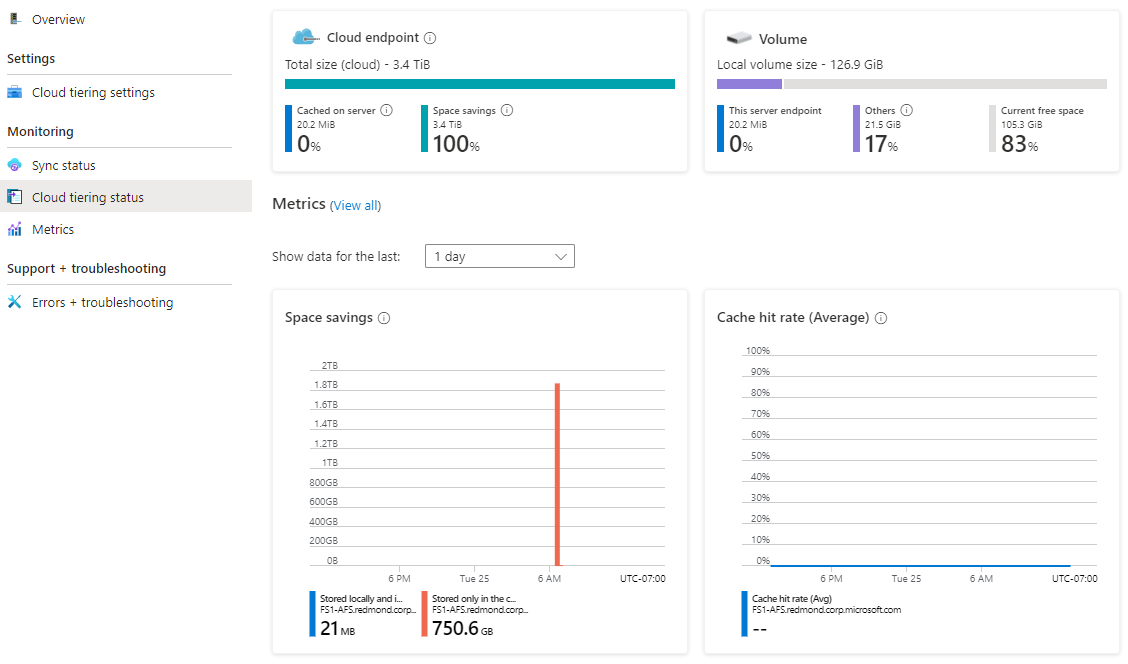 Overview
Settings
Cloud tiering settings
Monitoring
Sync status
Cloud tiering status
Metrics
Support + troubleshooting
Errors + troubleshooting
Cloud endpoint
Total size (cloud) - 3.4 TiB
Cached on server
20.2 MiB
0%
Space savings
3.4 TiB
100%
Volume
Local volume size - 126.9 GiB
This server endpoint
20.2 MiB
0%
Others
21.5 GiB
17%
Current free space
105.3 GiB
83%
Metrics (View all)
Show data for the last:
1 day
Space savings
2TB
1.8TB
1.6TB
1.4TB
1.2TB
1TB
800GB
600GB
400GB
200GB
0B
6 PM
Tue 25
6 AM
UTC-07:00
Stored locally and i...
FS1-AFS.redmond.corp...
21 MB
Stored only in the c...
FS1-AFS.redmond.corp...
750.6 GB
Cache hit rate (Average)
100%
90%
80%
70%
60%
50%
40%
30%
20%
10%
0%
6 PM
Tue 25
6 AM
UTC-07:00
Cache hit rate (Avg)
FS1-AFS.redmond.corp.microsoft.com
--